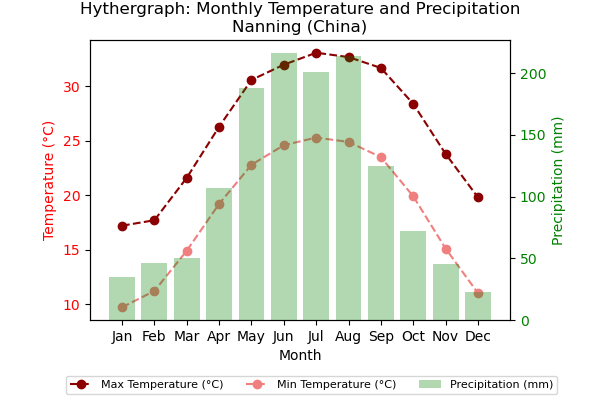 Hythergraph: Monthly Temperature and Precipitation
Nanning (China)
Temperature (°C)
30
25
20
15
10
Precipitation (mm)
200
150
100
50
0
Jan Feb Mar Apr May Jun Jul Aug Sep Oct Nov Dec
Month
Max Temperature (°C) Min Temperature (°C) Precipitation (mm)